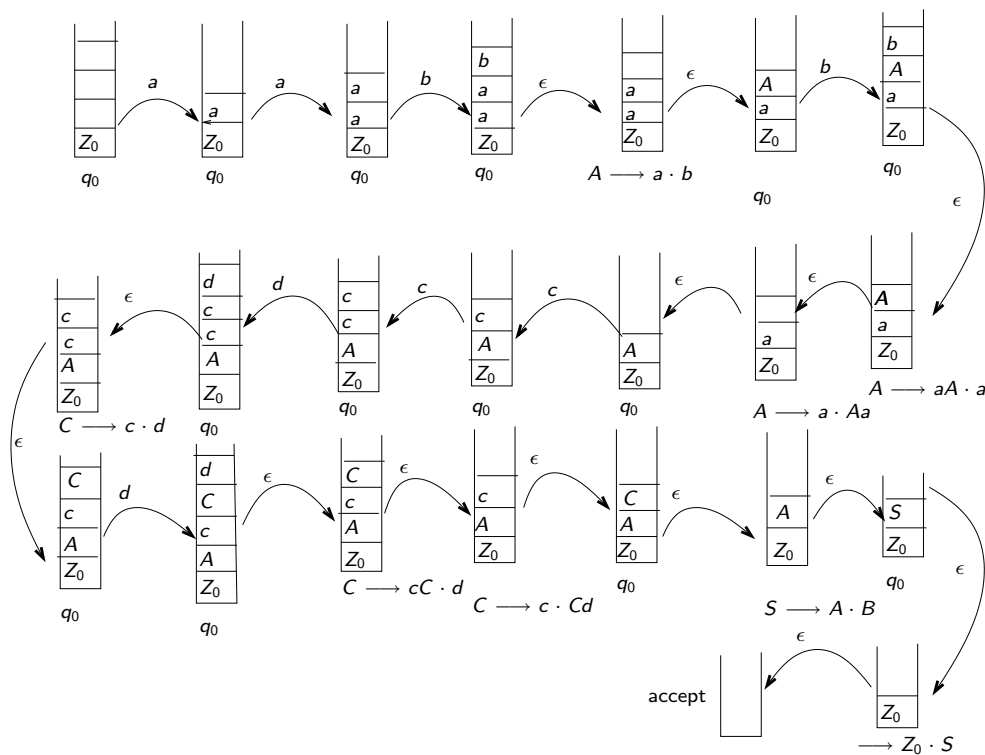 b
b A
a a b ϵ ϵ A b
a a a a a a
Z₀ Z₀ a a a Z₀ Z₀
Z₀ Z₀ Z₀
q₀ q₀ q₀ q₀ A ⟶ a · b q₀ q₀
ϵ
ϵ d d c c ϵ ϵ
c c c c A
c c c A A a a
A A Z₀ Z₀ Z₀ Z₀ Z₀
Z₀ Z₀
C ⟶ c · d q₀ q₀ q₀ q₀ A ⟶ a · Aa A ⟶ aA · a
ϵ
C d d ϵ C ϵ ϵ ϵ ϵ
c C c c C A S
A c A A A
Z₀ A Z₀ Z₀ Z₀ Z₀ Z₀
Z₀ ϵ
q₀ q₀ C ⟶ cC · d C ⟶ c · Cd q₀ S ⟶ A · B q₀
ϵ
accept Z₀
⟶ Z₀ · S